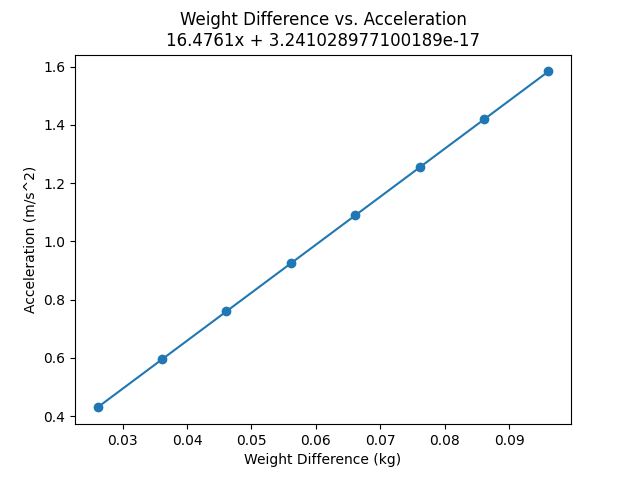 Weight Difference vs. Acceleration
16.4761x + 3.241028977100189e-17
1.6
1.4
1.2
1.0
0.8
0.6
0.4
Acceleration (m/s^2)
0.03 0.04 0.05 0.06 0.07 0.08 0.09
Weight Difference (kg)